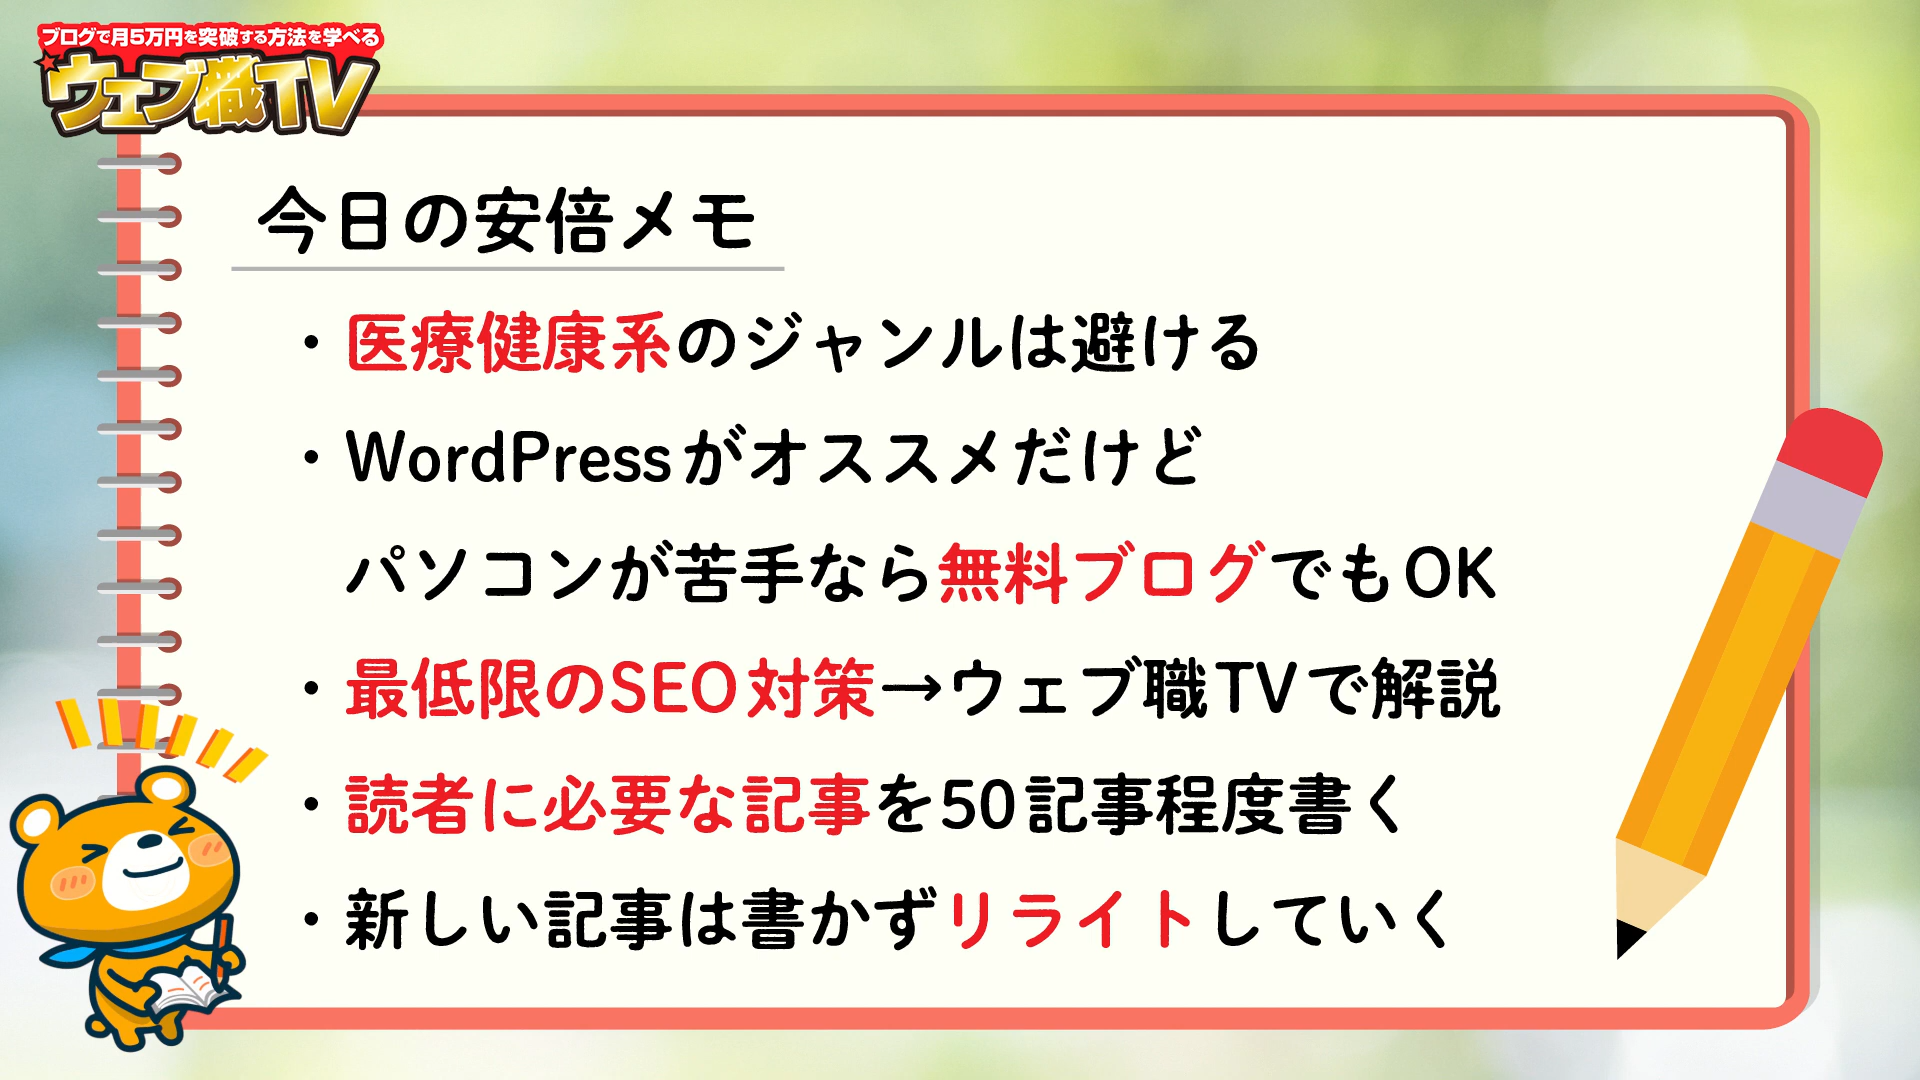 ブログで月5万円を突破する方法を学べる
ウェブ職TV
今日の安倍メモ
・医療健康系のジャンルは避ける
・WordPressがオススメだけど
パソコンが苦手なら無料ブログでもOK
・最低限のSEO対策→ウェブ職TVで解説
・読者に必要な記事を50記事程度書く
・新しい記事は書かずリライトしていく